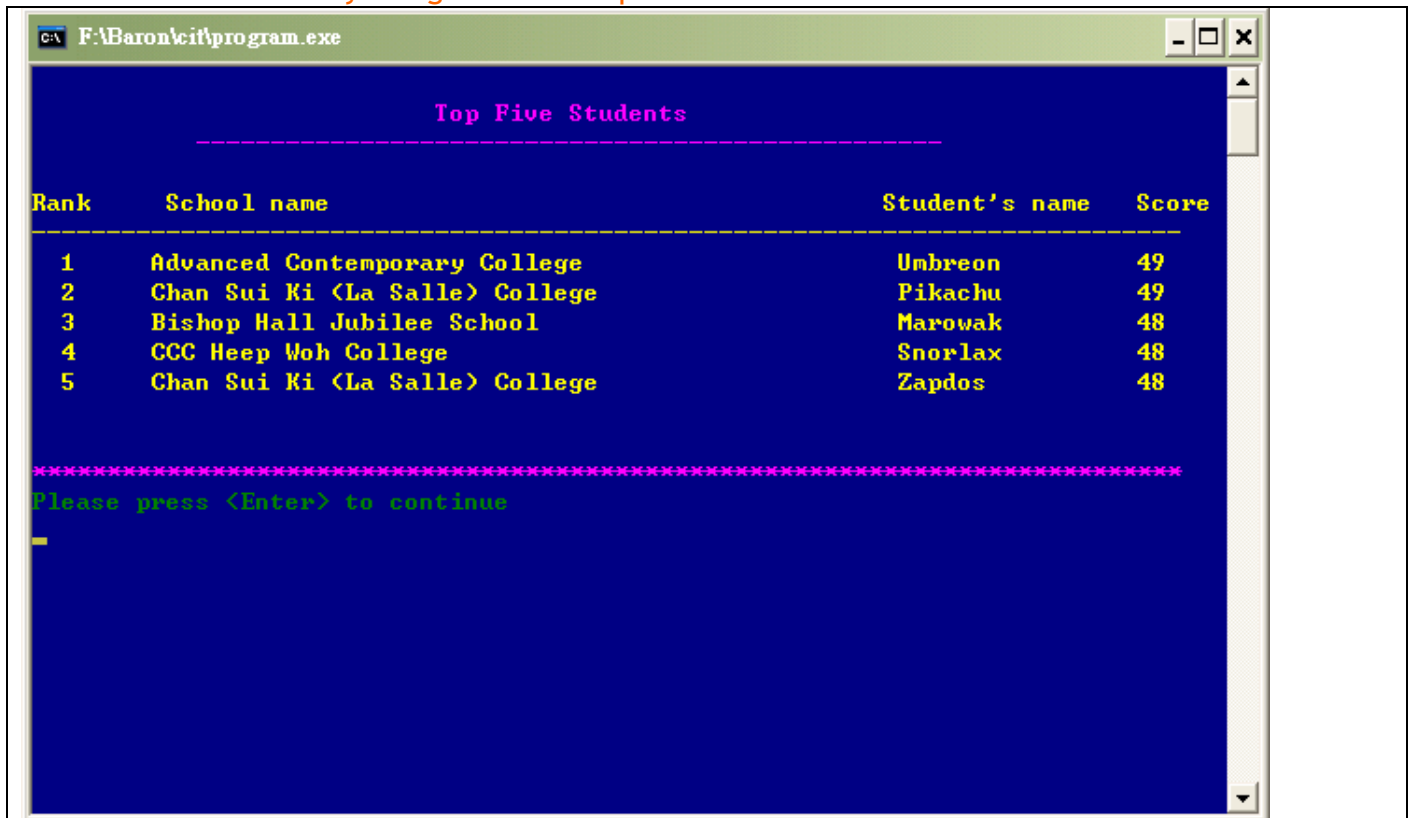 F:\Baron\cit\program.exe
Top Five Students
--------------------------------------------------
Rank School name Student's name Score
-----------------------------------------------------------------------------
1 Advanced Contemporary College Umbreon 49
2 Chan Sui Ki (La Salle) College Pikachu 49
3 Bishop Hall Jubilee School Marowak 48
4 CCC Heep Woh College Snorlax 48
5 Chan Sui Ki (La Salle) College Zapdos 48
*****************************************************************************
Please press <Enter> to continue